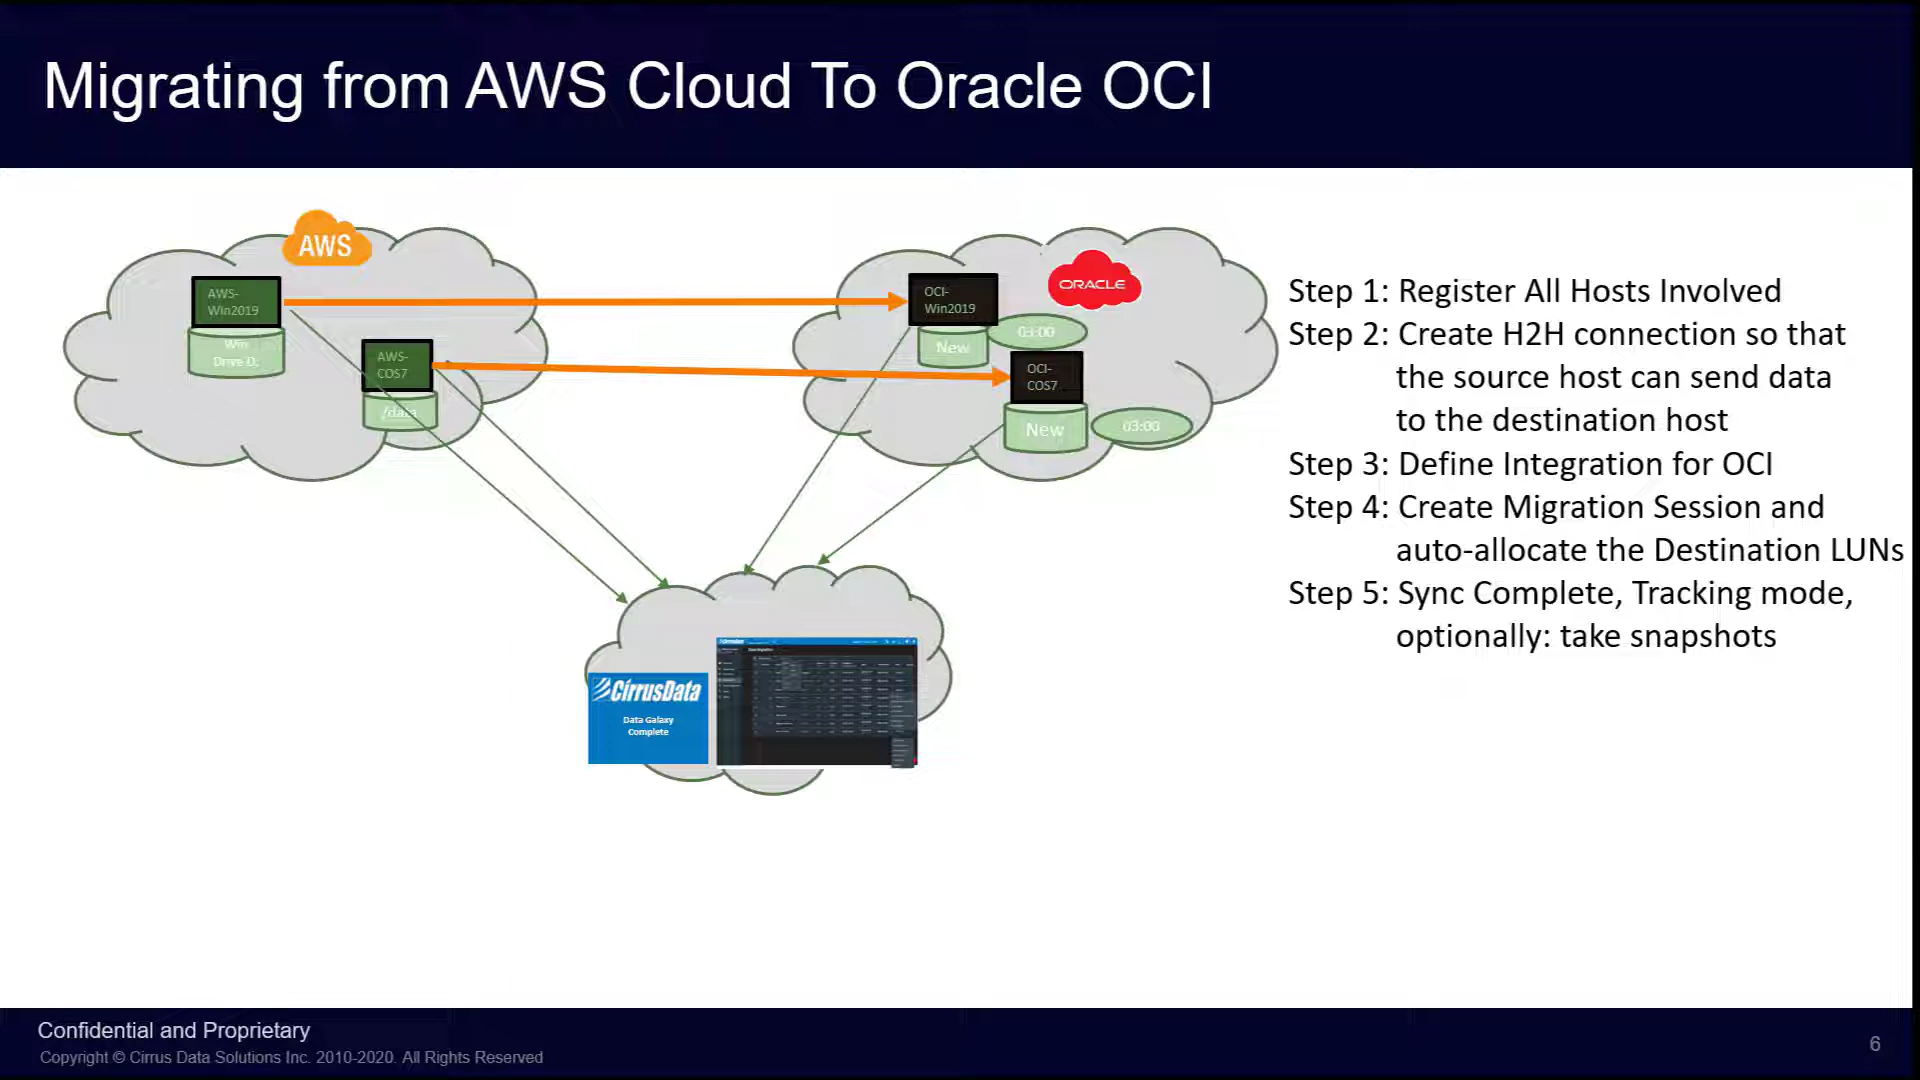 Migrating from AWS Cloud To Oracle OCI
AWS
AWS-
Win2019
Win
Drive D:
AWS-
COS7
/data
OCI-
Win2019
ORACLE
03:00
New
OCI-
COS7
New
03:00
Step 1: Register All Hosts Involved
Step 2: Create H2H connection so that
the source host can send data
to the destination host
Step 3: Define Integration for OCI
Step 4: Create Migration Session and
auto-allocate the Destination LUNs
Step 5: Sync Complete, Tracking mode,
optionally: take snapshots
CirrusData
Data Galaxy
Complete
Confidential and Proprietary
Copyright © Cirrus Data Solutions Inc. 2010-2020. All Rights Reserved
6